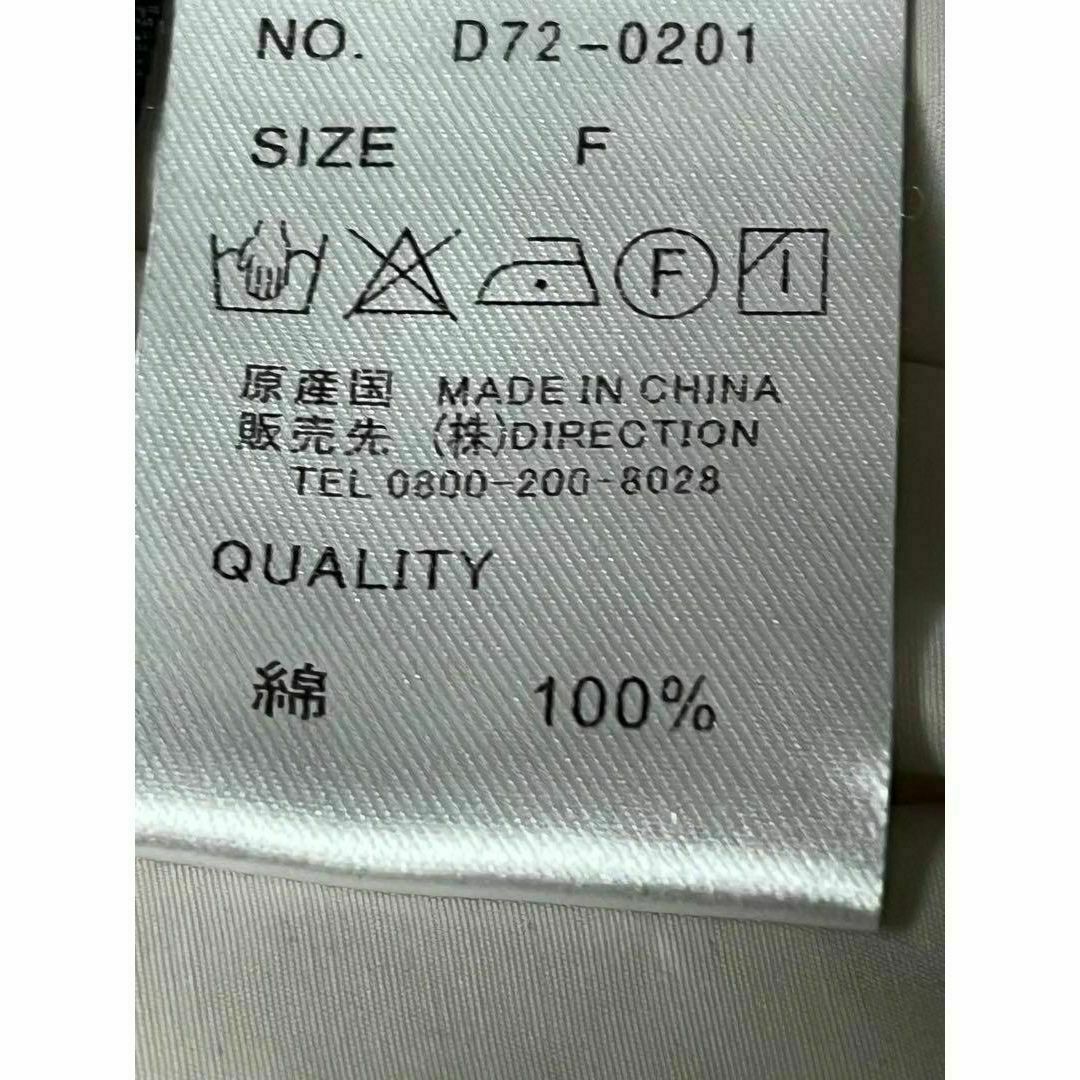 NO. D72-0201
SIZE F
F
原産国 MADE IN CHINA
販売先 (株)DIRECTION
TEL 0800-200-8028
QUALITY
綿 100%